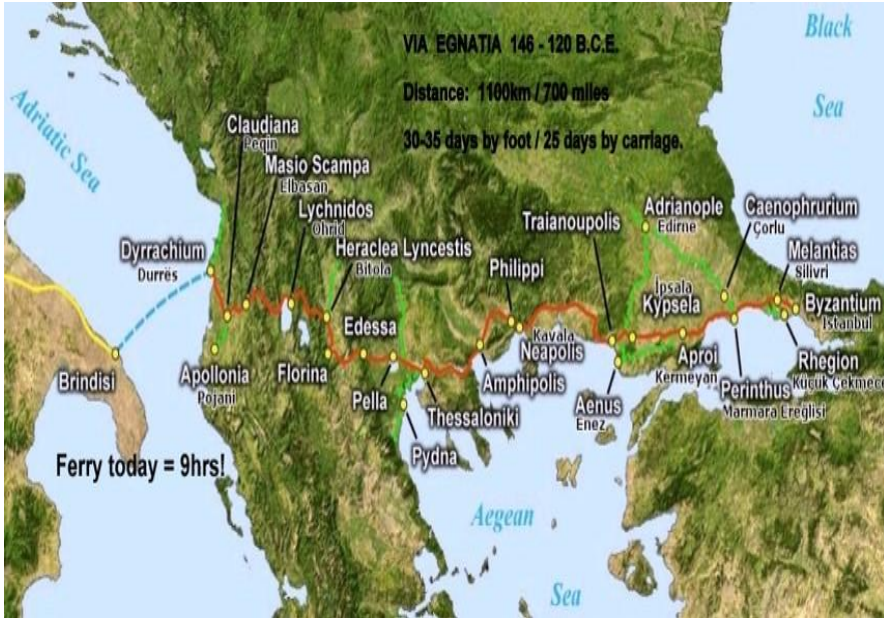 VIA EGNATIA 146 - 120 B.C.E.
Distance: 1100km / 700 miles
30-35 days by foot / 25 days by carriage.
Black
Sea
Adriatic Sea
Claudiana
Peqin
Masio Scampa
Elbasan
Lychnidos
Ohrid
Heraclea Lyncestis
Bitola
Dyrrachium
Durrës
Traianoupolis
Adrianople
Edirne
Caenophrurium
Çorlu
Melantias
Silivri
Philippi
İpsala
Kypsela
Byzantium
Istanbul
Edessa
Kavala
Neapolis
Brindisi
Apollonia
Pojani
Florina
Pella
Amphipolis
Thessaloniki
Aenus
Enez
Aproi
Kermeyan
Perinthus
Marmara Ereğlisi
Rhegion
Küçük Çekmece
Pydna
Ferry today = 9hrs!
Aegean
Sea